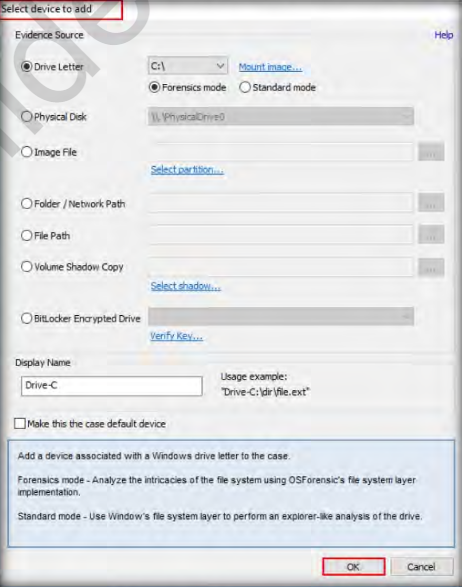 Select device to add
Evidence Source
Help
Drive Letter
C:\
Mount image...
Forensics mode
Standard mode
Physical Disk
\\.\PhysicalDrive0
Image File
...
Select partition...
Folder / Network Path
...
File Path
...
Volume Shadow Copy
...
Select shadow...
BitLocker Encrypted Drive
Verify Key...
Display Name
Drive-C
Usage example:
"Drive-C:\dir\file.ext"
Make this the case default device
Add a device associated with a Windows drive letter to the case.
Forensics mode - Analyze the intricacies of the file system using OSForensic's file system layer
implementation.
Standard mode - Use Window's file system layer to perform an explorer-like analysis of the drive.
OK
Cancel